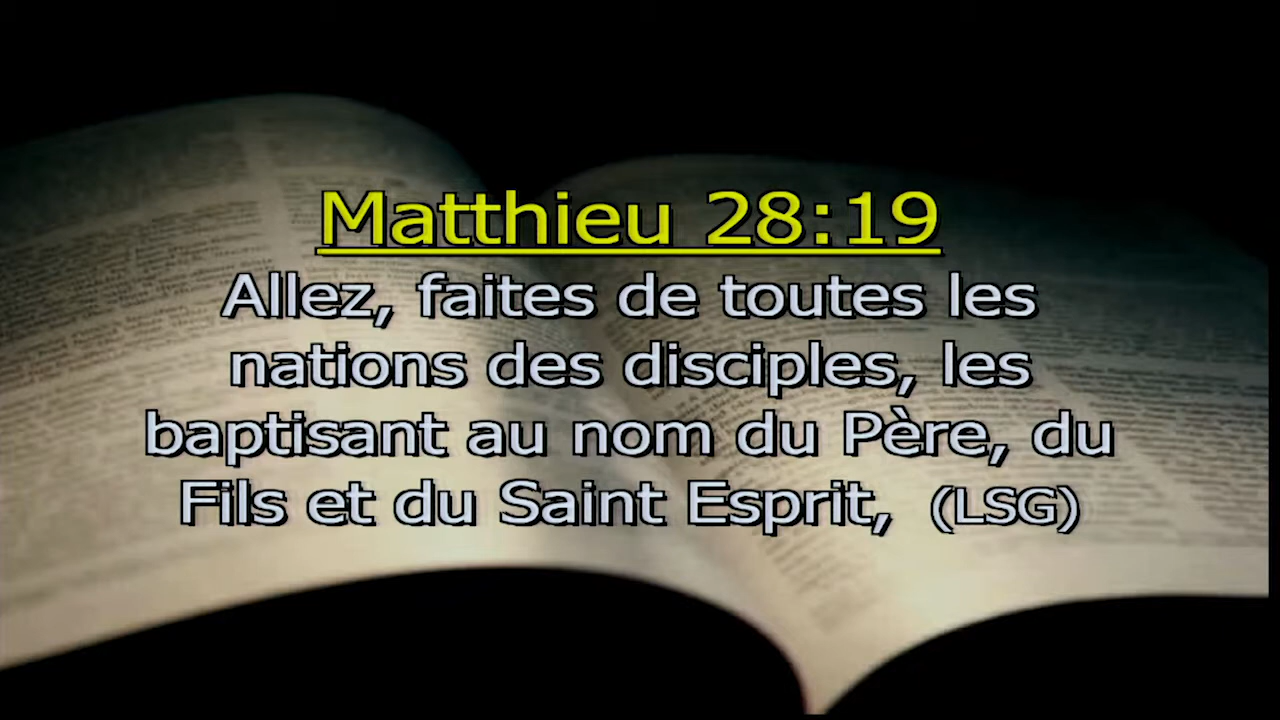 Matthieu 28:19
Allez, faites de toutes les
nations des disciples, les
baptisant au nom du Père, du
Fils et du Saint Esprit, (LSG)